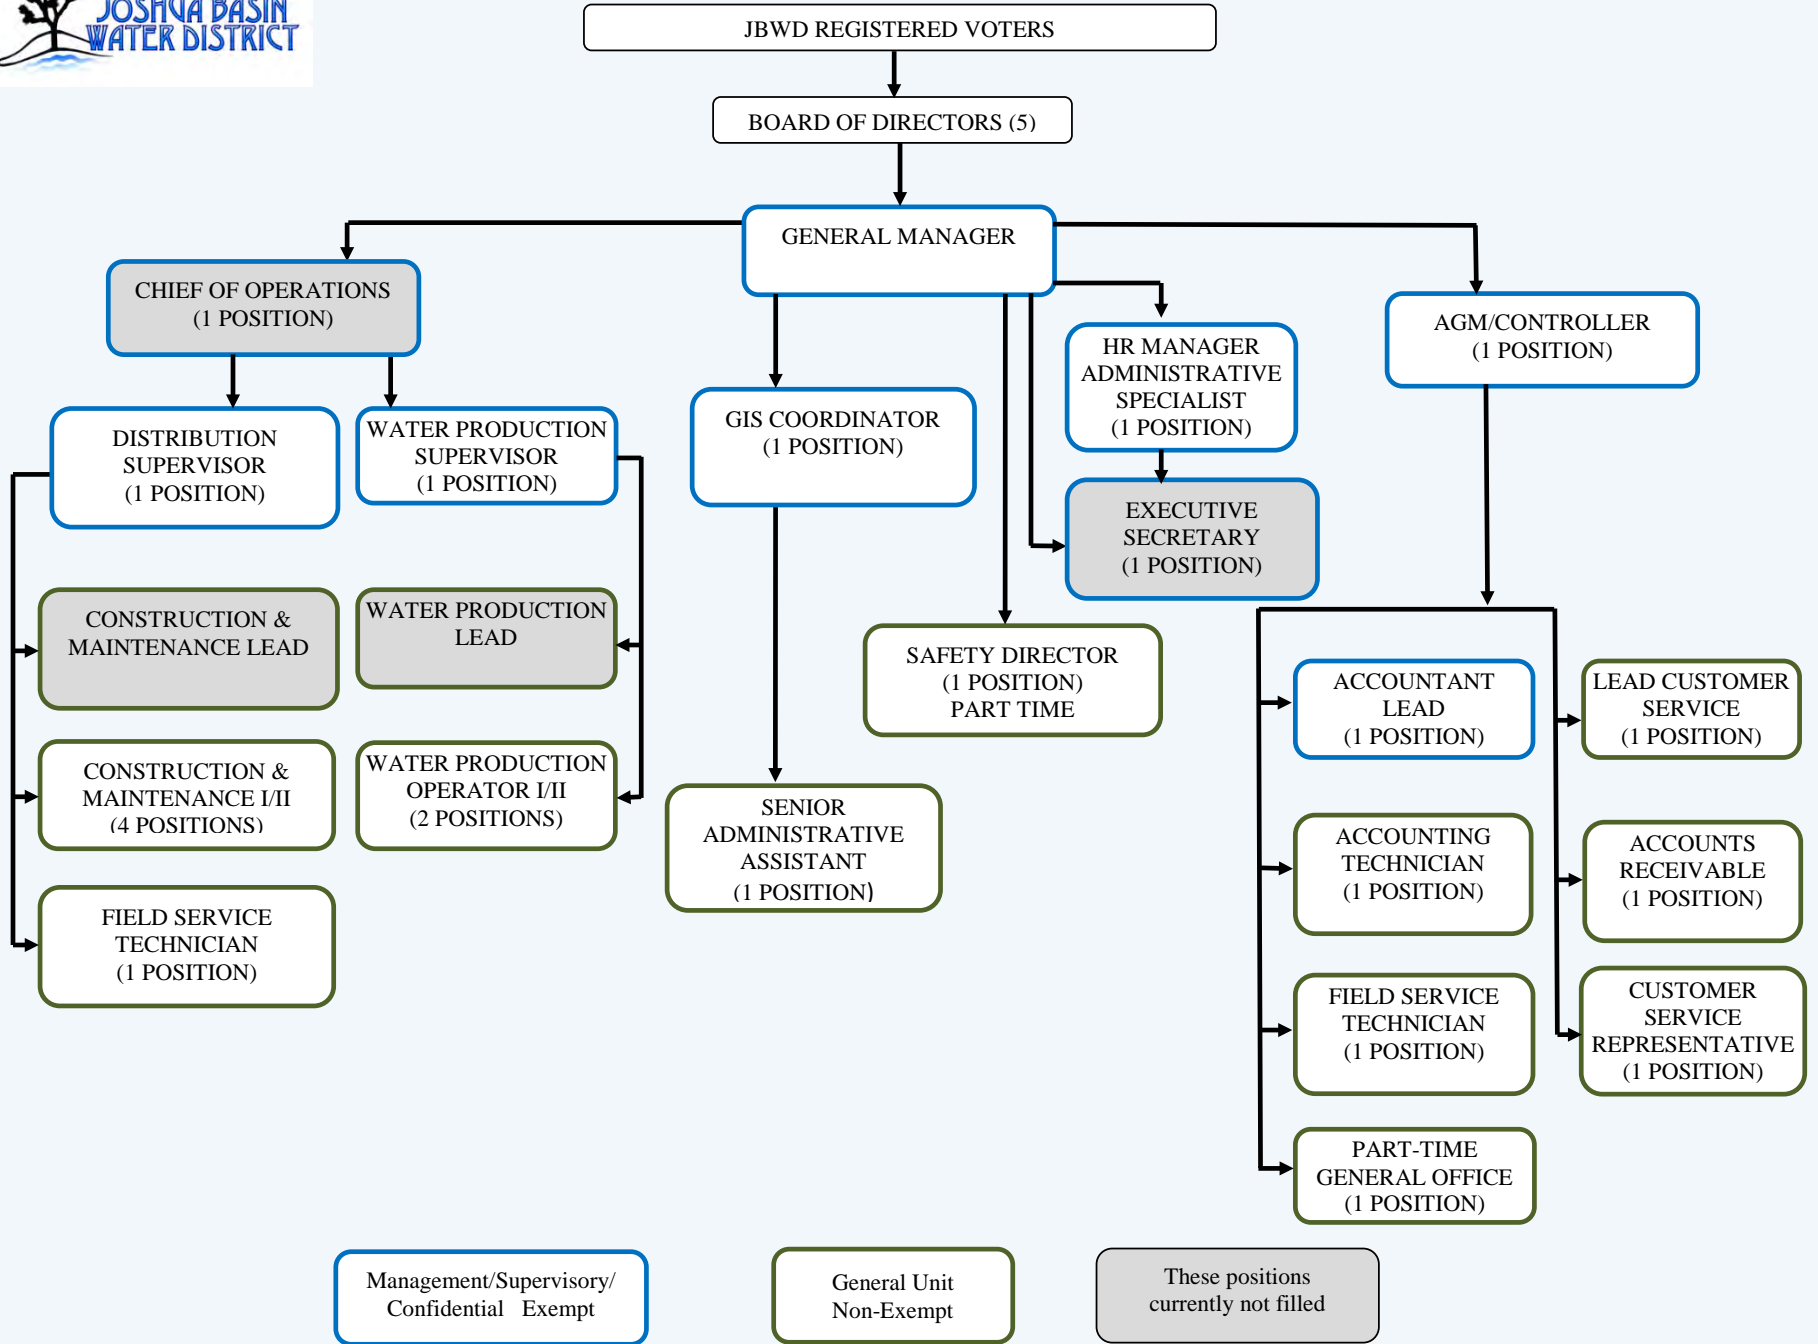 JOSHUA BASIN
WATER DISTRICT
JBWD REGISTERED VOTERS
BOARD OF DIRECTORS (5)
GENERAL MANAGER
CHIEF OF OPERATIONS
(1 POSITION)
AGM/CONTROLLER
(1 POSITION)
HR MANAGER
ADMINISTRATIVE
SPECIALIST
(1 POSITION)
DISTRIBUTION
SUPERVISOR
(1 POSITION)
WATER PRODUCTION
SUPERVISOR
(1 POSITION)
GIS COORDINATOR
(1 POSITION)
EXECUTIVE
SECRETARY
(1 POSITION)
CONSTRUCTION &
MAINTENANCE LEAD
WATER PRODUCTION
LEAD
SAFETY DIRECTOR
(1 POSITION)
PART TIME
ACCOUNTANT
LEAD
(1 POSITION)
LEAD CUSTOMER
SERVICE
(1 POSITION)
CONSTRUCTION &
MAINTENANCE I/II
(4 POSITIONS)
WATER PRODUCTION
OPERATOR I/II
(2 POSITIONS)
SENIOR
ADMINISTRATIVE
ASSISTANT
(1 POSITION)
ACCOUNTING
TECHNICIAN
(1 POSITION)
ACCOUNTS
RECEIVABLE
(1 POSITION)
FIELD SERVICE
TECHNICIAN
(1 POSITION)
FIELD SERVICE
TECHNICIAN
(1 POSITION)
CUSTOMER
SERVICE
REPRESENTATIVE
(1 POSITION)
PART-TIME
GENERAL OFFICE
(1 POSITION)
Management/Supervisory/
Confidential Exempt
General Unit
Non-Exempt
These positions
currently not filled